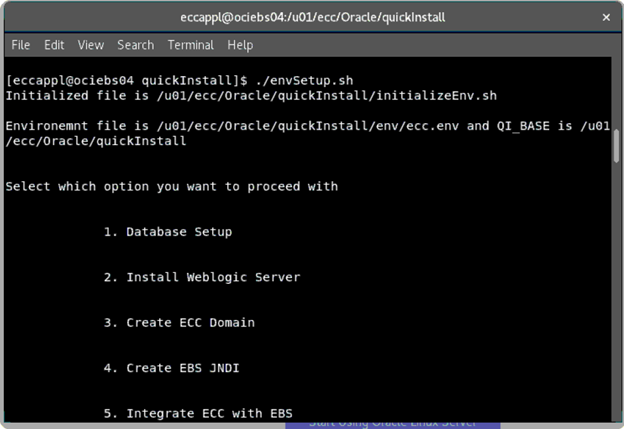 eccappl@ociebs04:/u01/ecc/Oracle/quickInstall ×
File Edit View Search Terminal Help
[eccappl@ociebs04 quickInstall]$ ./envSetup.sh
Initialized file is /u01/ecc/Oracle/quickInstall/initializeEnv.sh
Environemnt file is /u01/ecc/Oracle/quickInstall/env/ecc.env and QI_BASE is /u01
/ecc/Oracle/quickInstall
Select which option you want to proceed with
1. Database Setup
2. Install Weblogic Server
3. Create ECC Domain
4. Create EBS JNDI
5. Integrate ECC with EBS
Start Using Oracle Linux Server